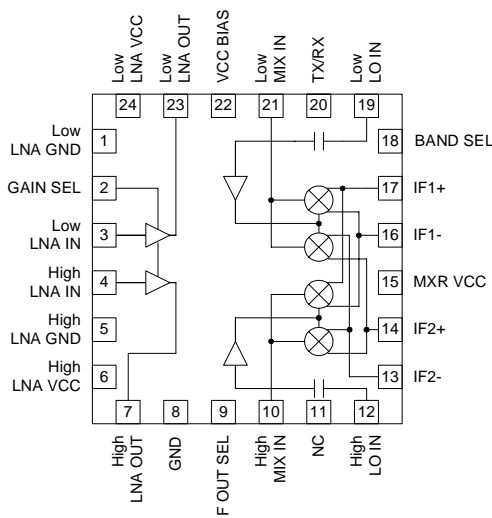 Low
LNA VCC
Low
LNA OUT
VCC BIAS
Low
MIX IN
TX/RX
Low
LO IN
24
23
22
21
20
19
Low
LNA GND
1
GAIN SEL
2
Low
LNA IN
3
High
LNA IN
4
High
LNA GND
5
High
LNA VCC
6
18
BAND SEL
17
IF1+
16
IF1-
15
MXR VCC
14
IF2+
13
IF2-
7
8
9
10
11
12
High
LNA OUT
GND
F OUT SEL
High
MIX IN
NC
High
LO IN